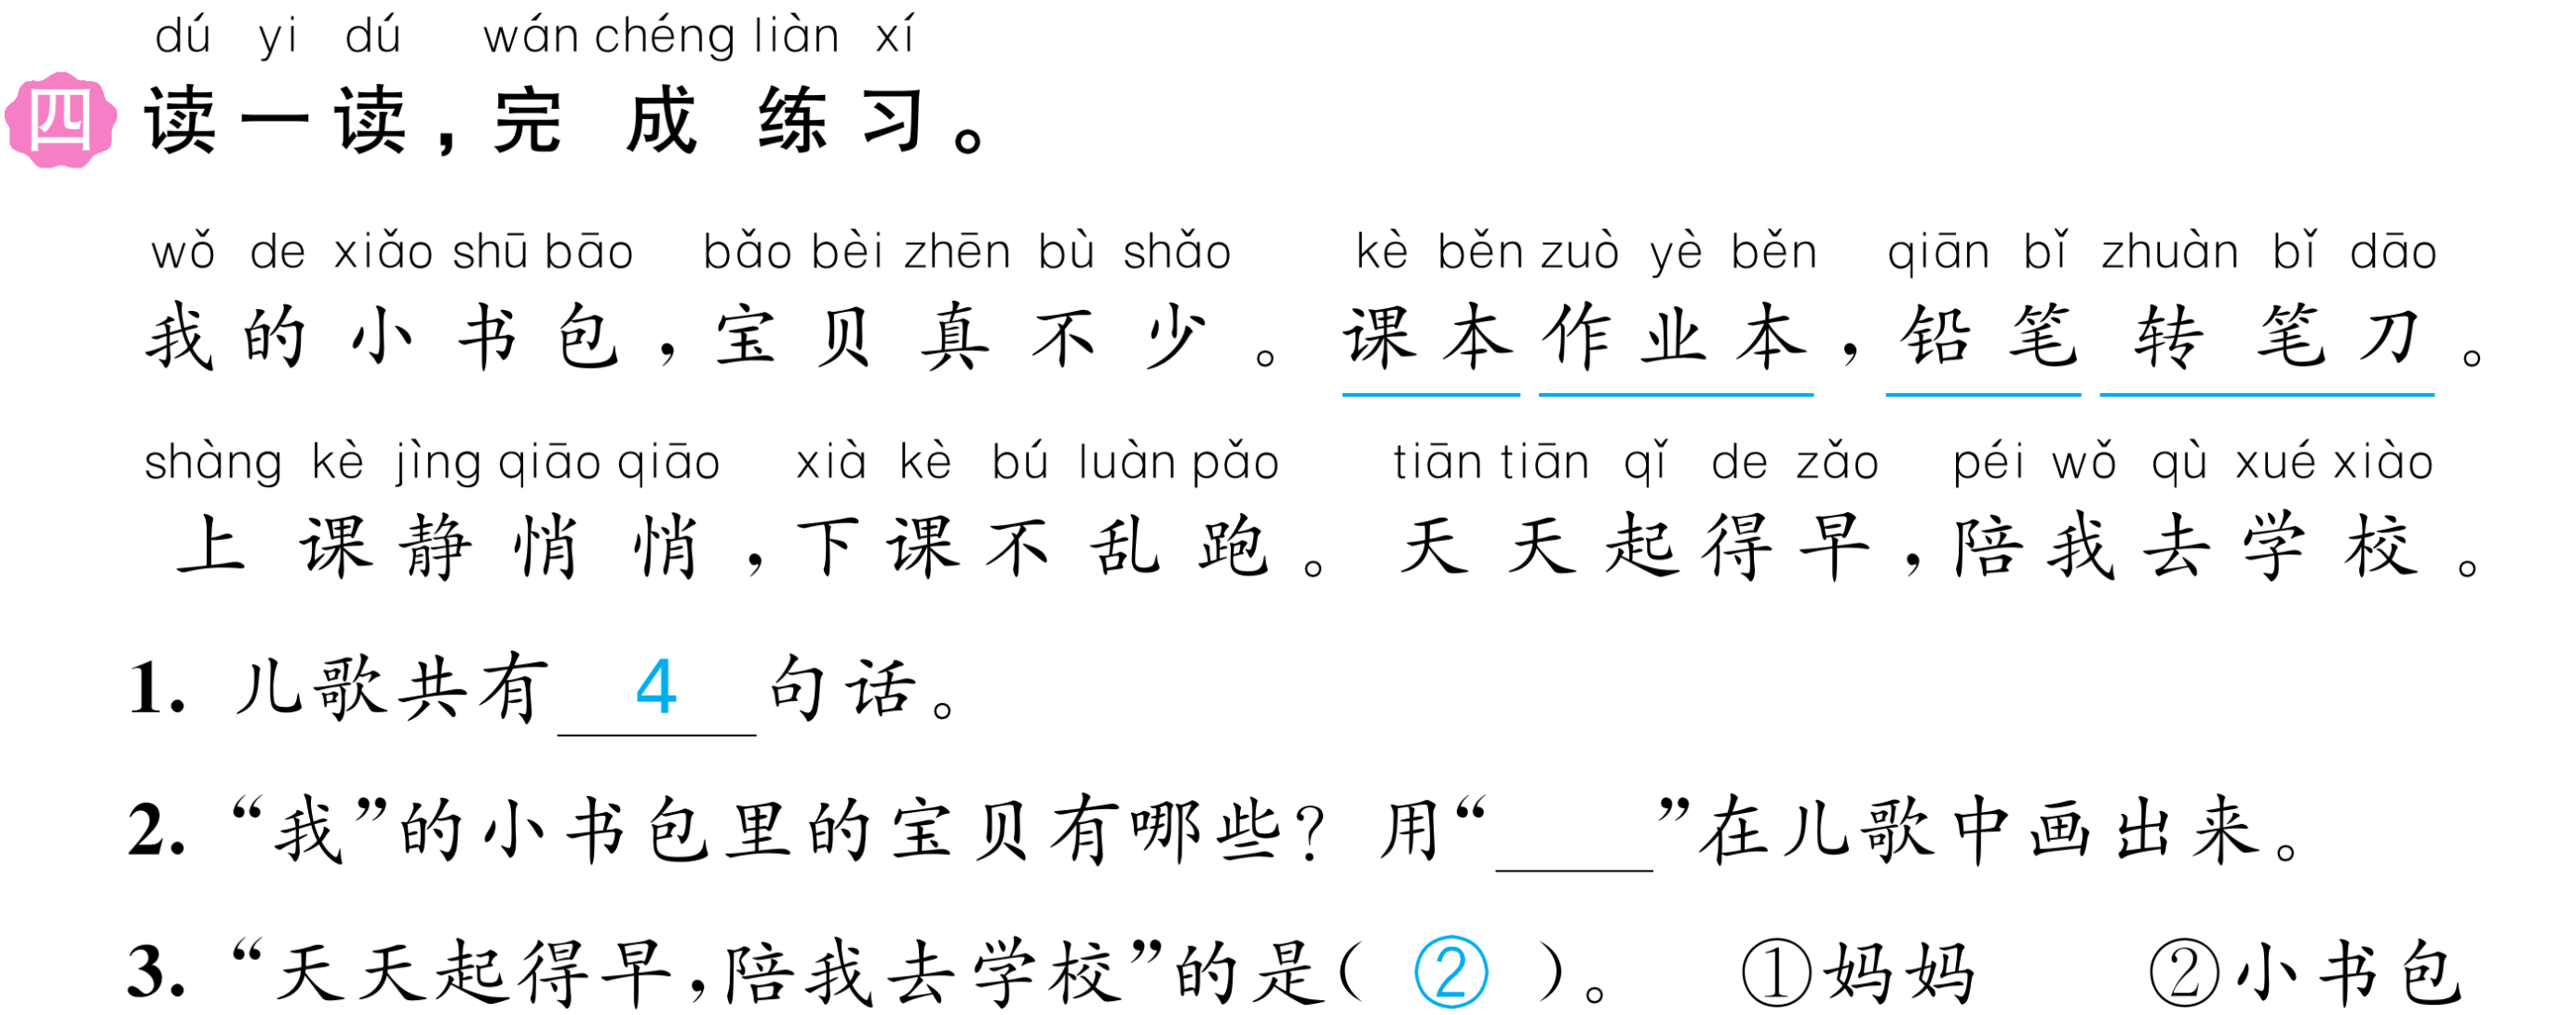 dú yi dú wán chéng liàn xí
四 读一读，完成练习。
wǒ de xiǎo shū bāo bǎo bèi zhēn bù shǎo kè běn zuò yè běn qiān bǐ zhuàn bǐ dāo
我的小书包，宝贝真不少。课本作业本，铅笔转笔刀。
shàng kè jìng qiāo qiāo xià kè bú luàn pǎo tiān tiān qǐ de zǎo péi wǒ qù xué xiào
上课静悄悄，下课不乱跑。天天起得早，陪我去学校。
1. 儿歌共有 4 句话。
2. “我”的小书包里的宝贝有哪些？用“____”在儿歌中画出来。
3. “天天起得早，陪我去学校”的是（ ② ）。 ①妈妈 ②小书包